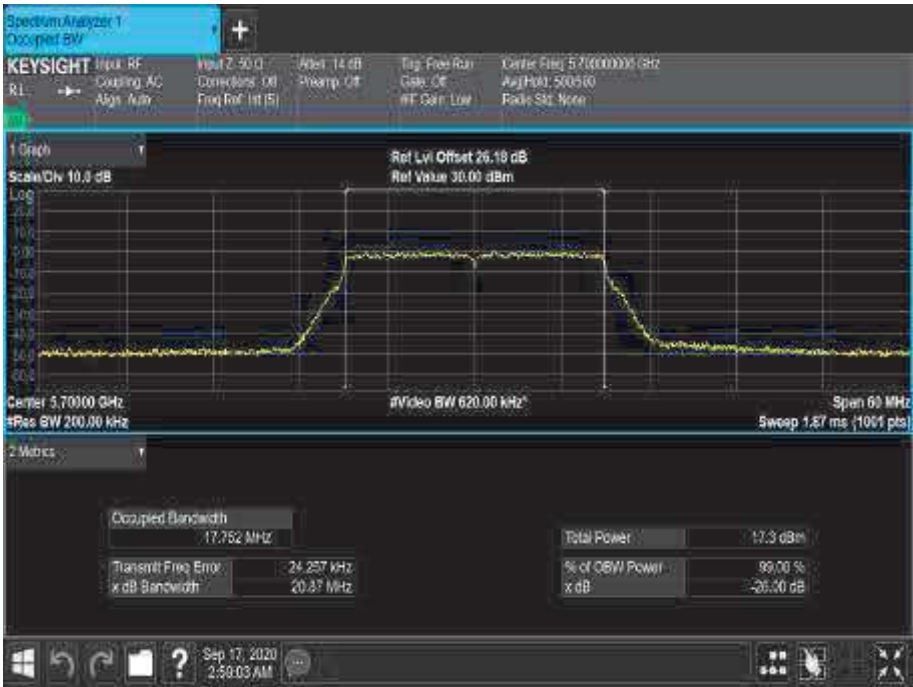 Spectrum Analyzer 1
Occupied BW
+
KEYSIGHT
Input: RF
Coupling: AC
Align: Auto
Input Z: 50 Ω
Corrections: Off
Freq Ref: Int (S)
Atten: 14 dB
Preamp: Off
Trig: Free Run
Gate: Off
#IF Gain: Low
Center Freq: 5.700000000 GHz
Avg|Hold: 500/500
Radio Std: None
1 Graph
Scale/Div 10.0 dB
Ref Lvl Offset 26.18 dB
Ref Value 30.00 dBm
Log
Center 5.70000 GHz
#Res BW 200.00 kHz
#Video BW 620.00 kHz*
Span 60 MHz
Sweep 1.87 ms (1001 pts)
2 Metrics
Occupied Bandwidth
17.752 MHz
Transmit Freq Error 24.257 kHz
x dB Bandwidth 20.87 MHz
Total Power 17.3 dBm
% of OBW Power 99.00 %
x dB -26.00 dB
?
Sep 17, 2020
2:59:03 AM